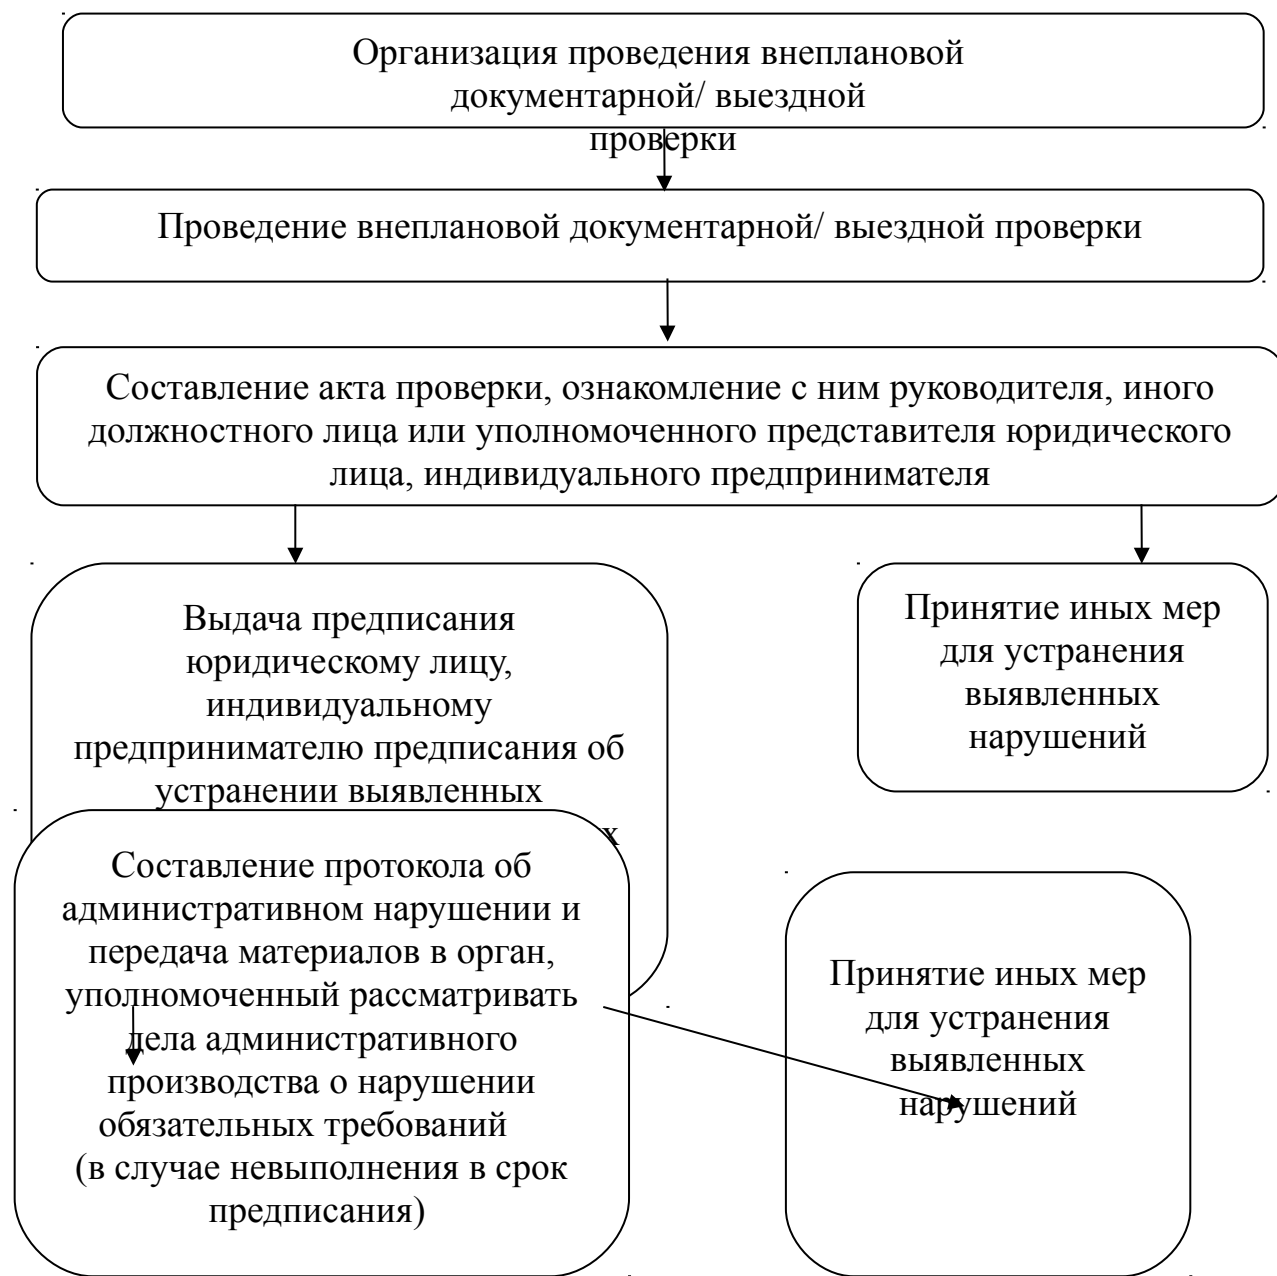 Организация проведения внеплановой
документарной/ выездной
проверки
Проведение внеплановой документарной/ выездной проверки
Составление акта проверки, ознакомление с ним руководителя, иного
должностного лица или уполномоченного представителя юридического
лица, индивидуального предпринимателя
Выдача предписания
юридическому лицу,
индивидуальному
предпринимателю предписания об
устранении выявленных
Принятие иных мер
для устранения
выявленных
нарушений
Составление протокола об
административном нарушении и
передача материалов в орган,
уполномоченный рассматривать
дела административного
производства о нарушении
обязательных требований
(в случае невыполнения в срок
предписания)
Принятие иных мер
для устранения
выявленных
нарушений